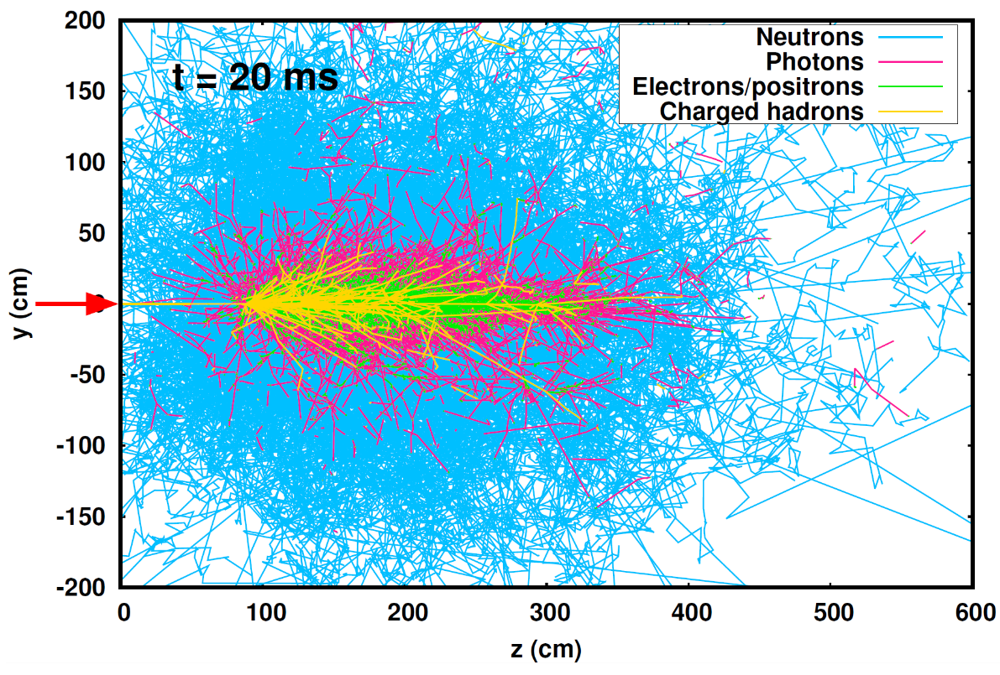 200
150
100
50
0
-50
-100
-150
-200
y (cm)
t = 20 ms
Neutrons
Photons
Electrons/positrons
Charged hadrons
0 100 200 300 400 500 600
z (cm)